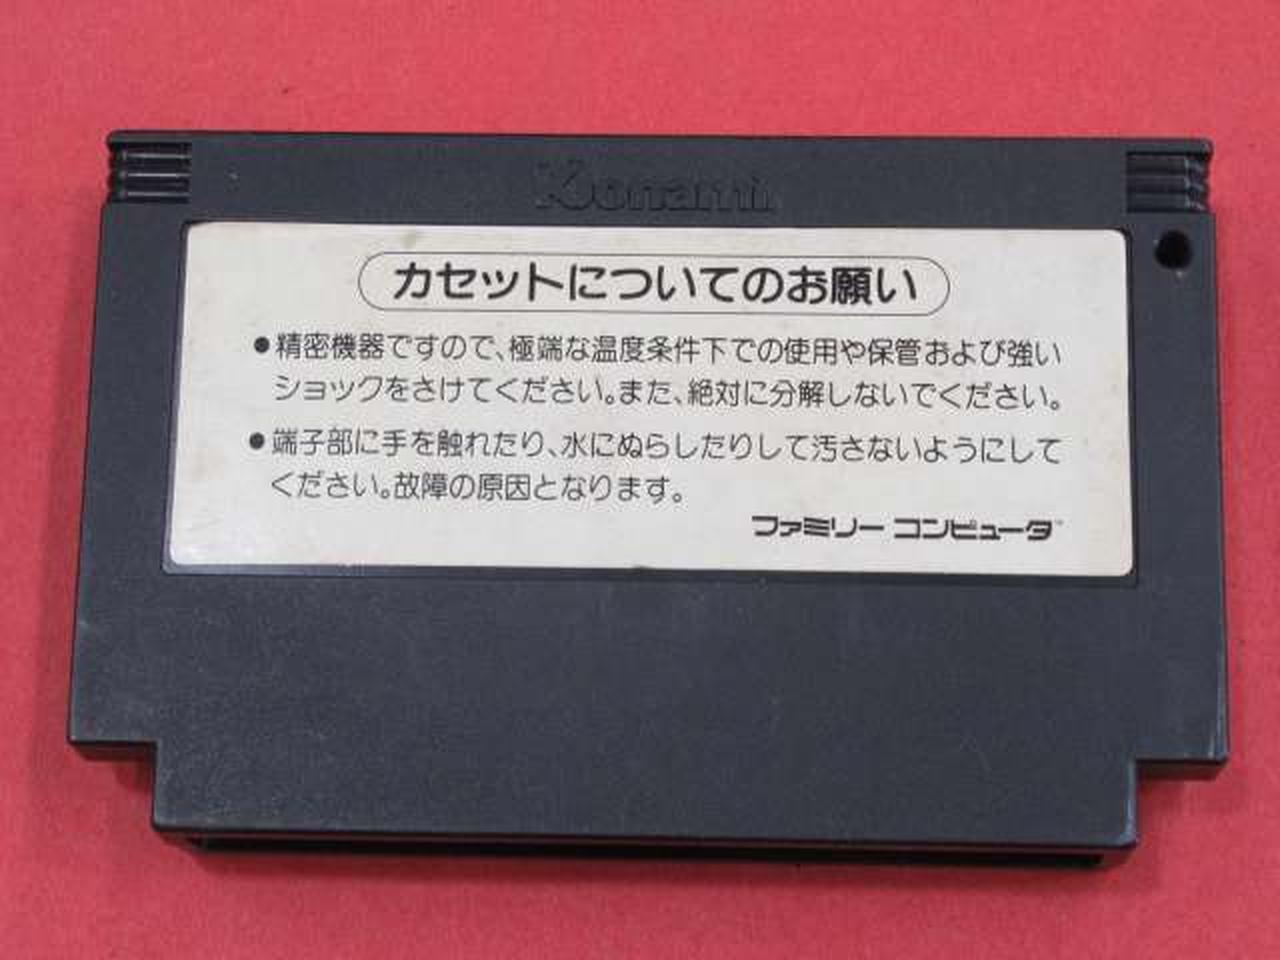 Konami
カセットについてのお願い
●精密機器ですので、極端な温度条件下での使用や保管および強い
ショックをさけてください。また、絶対に分解しないでください。
●端子部に手を触れたり、水にぬらしたりして汚さないようにして
ください。故障の原因となります。
ファミリー コンピュータ™